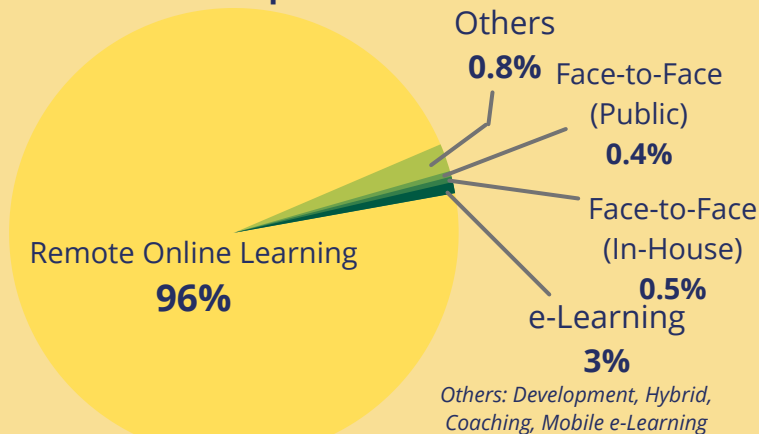 Others
0.8%
Face-to-Face
(Public)
0.4%
Face-to-Face
(In-House)
0.5%
e-Learning
3%
Remote Online Learning
96%
Others: Development, Hybrid,
Coaching, Mobile e-Learning